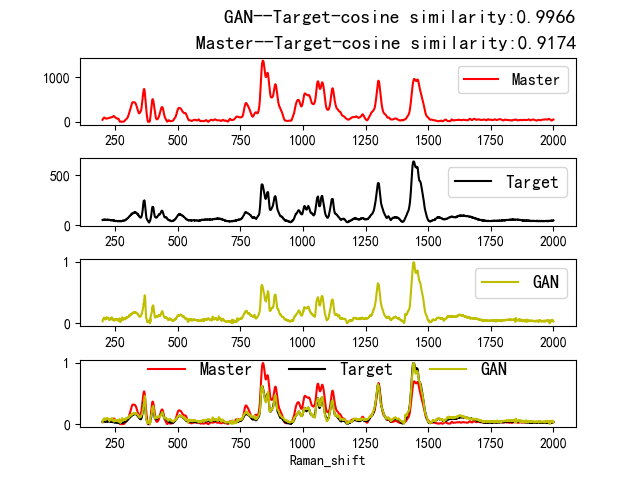 GAN--Target-cosine similarity:0.9966
Master--Target-cosine similarity:0.9174
1000
0
Master
250 500 750 1000 1250 1500 1750 2000
500
0
Target
250 500 750 1000 1250 1500 1750 2000
1
0
GAN
250 500 750 1000 1250 1500 1750 2000
1
0
Master Target GAN
250 500 750 1000 1250 1500 1750 2000
Raman_shift